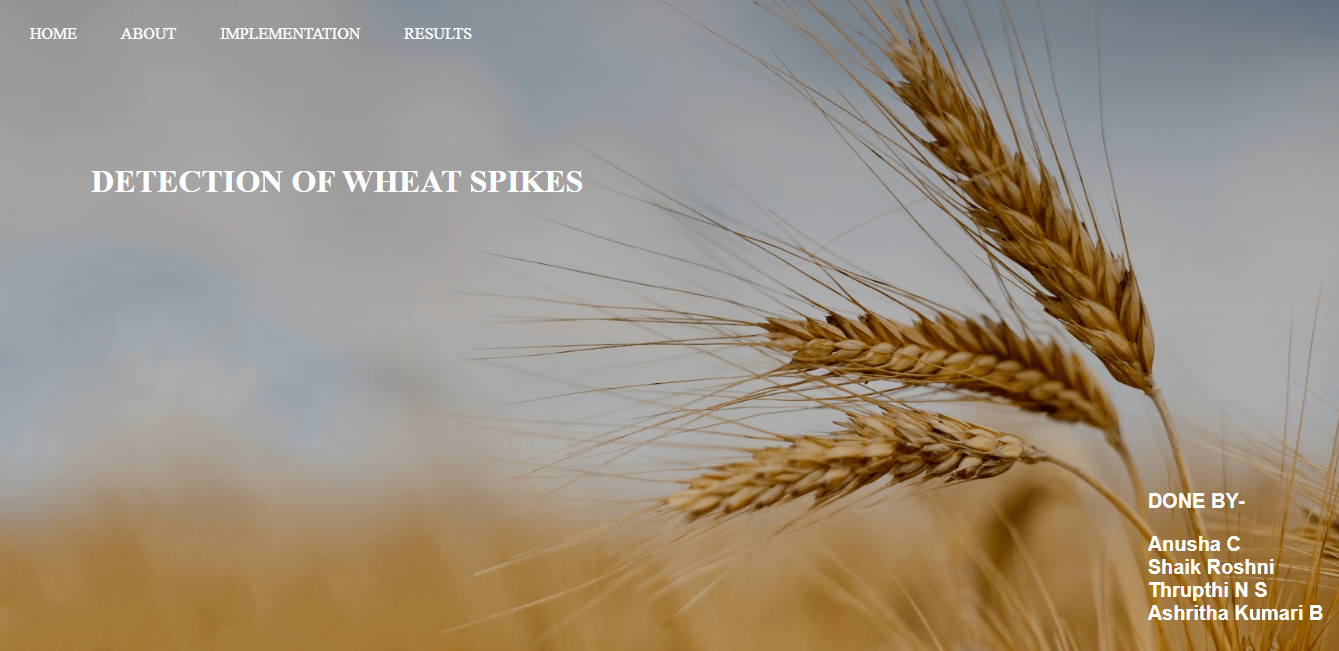 HOME ABOUT IMPLEMENTATION RESULTS
DETECTION OF WHEAT SPIKES
DONE BY-
Anusha C
Shaik Roshni
Thrupthi N S
Ashritha Kumari B